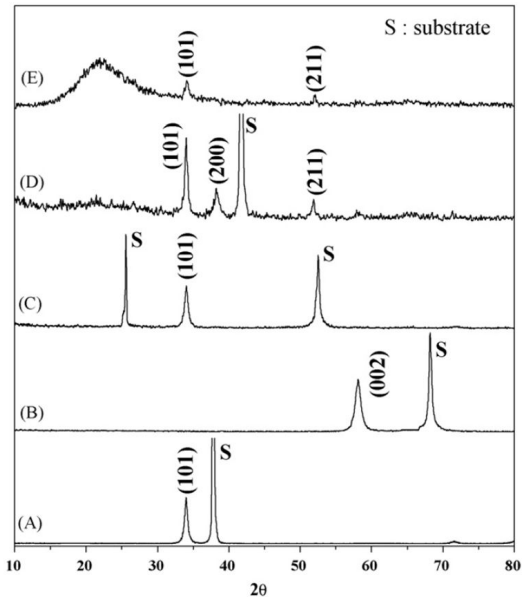 S : substrate
(E)
(101)
(211)
(D)
(101)
(200)
S
(211)
(C)
S
(101)
S
(B)
(002)
S
(A)
(101)
S
10 20 30 40 50 60 70 80
2θ